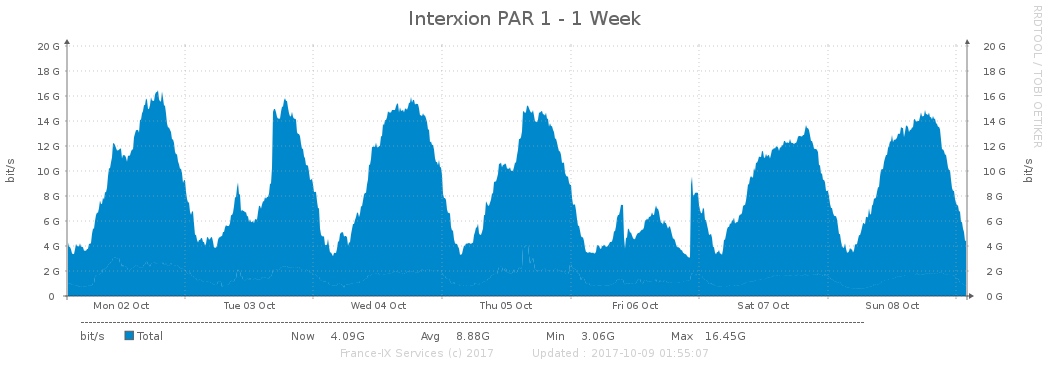 Interxion PAR 1 - 1 Week
RRDTOOL / TOBI OETIKER
bit/s
20 G 20 G
18 G 18 G
16 G 16 G
14 G 14 G
12 G 12 G
10 G 10 G
8 G 8 G
6 G 6 G
4 G 4 G
2 G 2 G
0 0 G
bit/s
Mon 02 Oct Tue 03 Oct Wed 04 Oct Thu 05 Oct Fri 06 Oct Sat 07 Oct Sun 08 Oct
bit/s Total Now 4.09G Avg 8.88G Min 3.06G Max 16.45G
France-IX Services (c) 2017 Updated : 2017-10-09 01:55:07